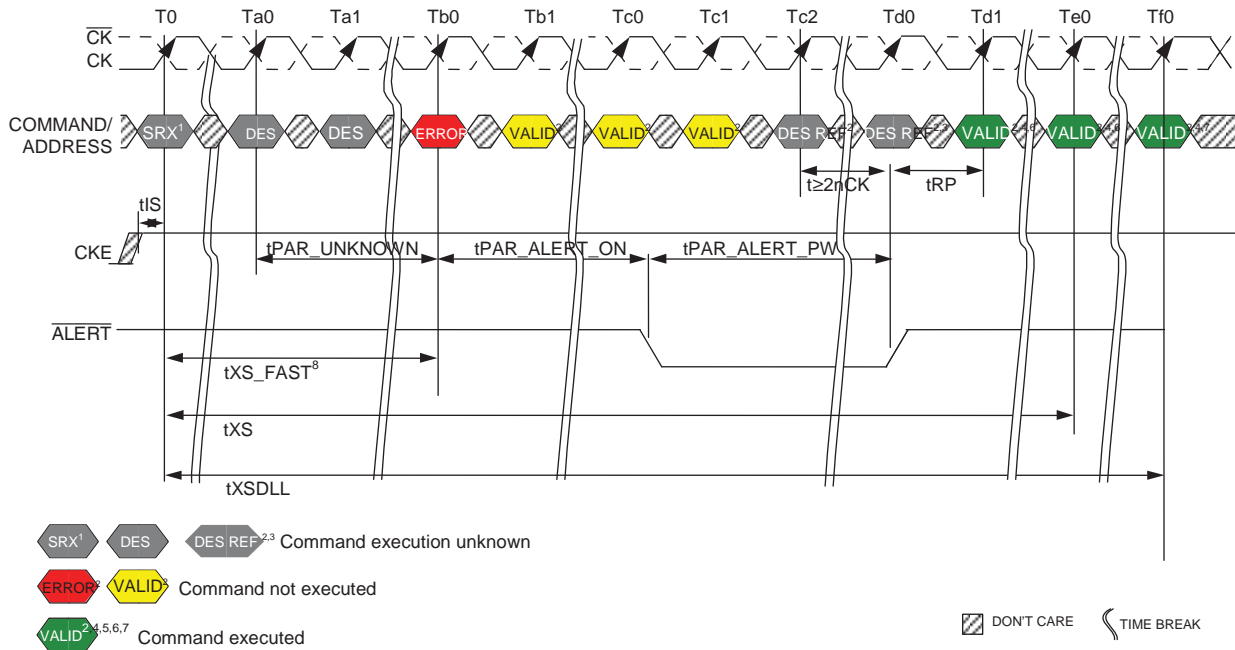 T0 Ta0 Ta1 Tb0 Tb1 Tc0 Tc1 Tc2 Td0 Td1 Te0 Tf0
CK
CK
COMMAND/
ADDRESS
SRX1 DES DES ERROR VALID2 VALID2 VALID2 DES REF2 DES REF2,3 VALID2,4,6 VALID2,4,6 VALID2,4,7
t≥2nCK tRP
tIS
CKE
tPAR_UNKNOWN tPAR_ALERT_ON tPAR_ALERT_PW
ALERT
tXS_FAST8
tXS
tXSDLL
SRX1 DES DES REF2,3 Command execution unknown
ERROR2 VALID2 Command not executed
VALID2,4,5,6,7 Command executed
DON'T CARE TIME BREAK